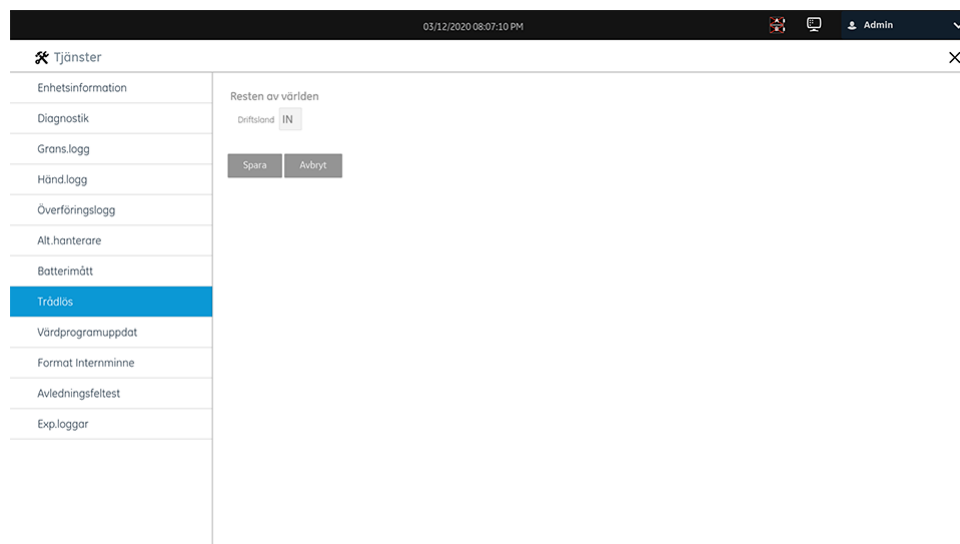 03/12/2020 08:07:10 PM
Admin
Tjänster
Enhetsinformation
Diagnostik
Grans.logg
Händ.logg
Överföringslogg
Alt.hanterare
Batterimått
Trådlös
Värdprogramuppdat
Format Internminne
Avledningsfeltest
Exp.loggar
Resten av världen
Driftsland IN
Spara Avbryt